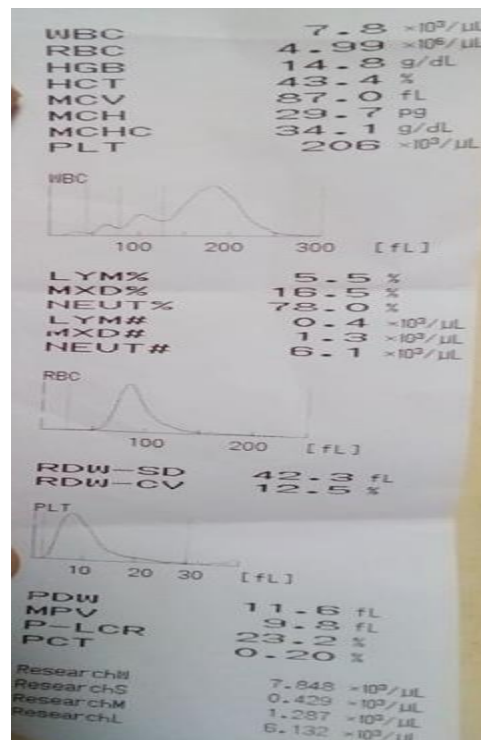 WBC 7.8 ×10³/µL
RBC 4.99 ×10⁶/µL
HGB 14.8 g/dL
HCT 43.4 %
MCV 87.0 fL
MCH 29.7 pg
MCHC 34.1 g/dL
PLT 206 ×10³/µL
WBC
100 200 300 [fL]
LYM% 5.5 %
MXD% 16.5 %
NEUT% 78.0 %
LYM# 0.4 ×10³/µL
MXD# 1.3 ×10³/µL
NEUT# 6.1 ×10³/µL
RBC
100 200 [fL]
RDW-SD 42.3 fL
RDW-CV 12.5 %
PLT
10 20 30 [fL]
PDW 11.6 fL
MPV 9.8 fL
P-LCR 23.2 %
PCT 0.20 %
ResearchW 7.848 ×10³/µL
ResearchS 0.429 ×10³/µL
ResearchM 1.287 ×10³/µL
ResearchL 6.132 ×10³/µL